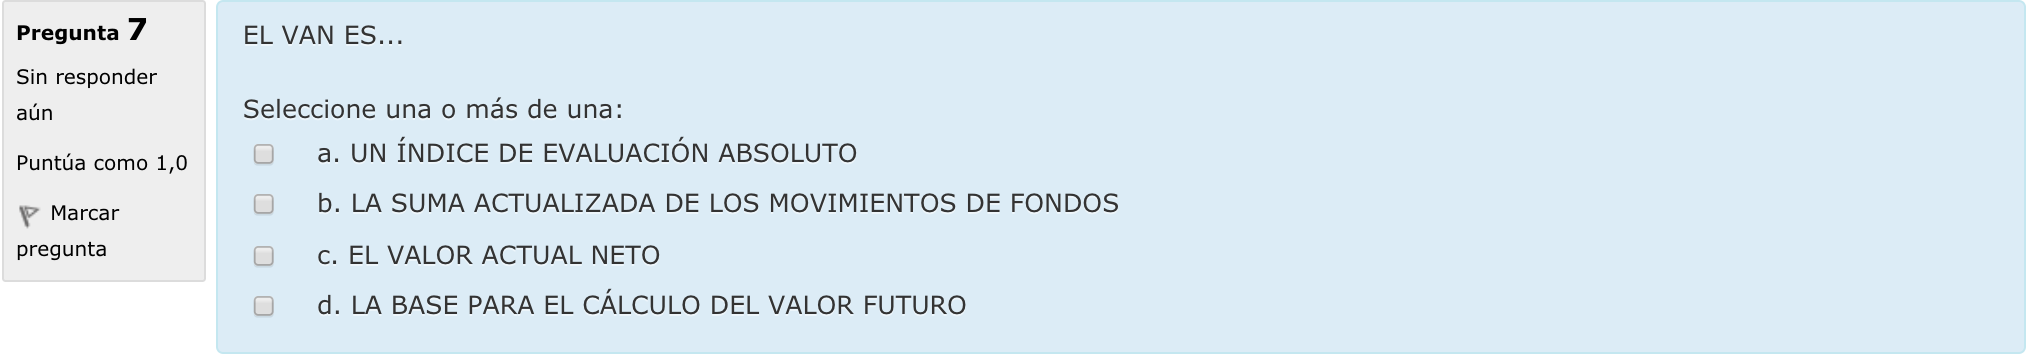 Pregunta 7
Sin responder
aún
Puntúa como 1,0
Marcar
pregunta
EL VAN ES...
Seleccione una o más de una:
a. UN ÍNDICE DE EVALUACIÓN ABSOLUTO
b. LA SUMA ACTUALIZADA DE LOS MOVIMIENTOS DE FONDOS
c. EL VALOR ACTUAL NETO
d. LA BASE PARA EL CÁLCULO DEL VALOR FUTURO